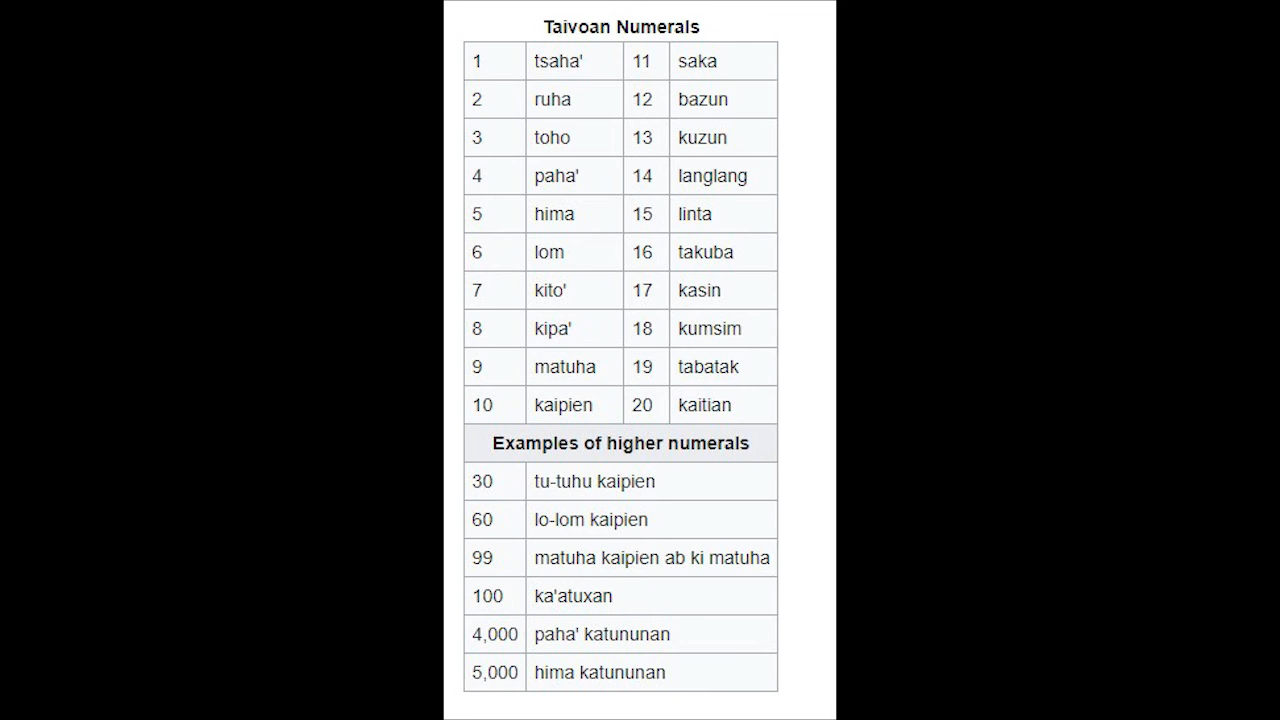 Taivoan Numerals
1 tsaha' 11 saka
2 ruha 12 bazun
3 toho 13 kuzun
4 paha' 14 langlang
5 hima 15 linta
6 lom 16 takuba
7 kito' 17 kasin
8 kipa' 18 kumsim
9 matuha 19 tabatak
10 kaipien 20 kaitian
Examples of higher numerals
30 tu-tuhu kaipien
60 lo-lom kaipien
99 matuha kaipien ab ki matuha
100 ka'atuxan
4,000 paha' katununan
5,000 hima katununan